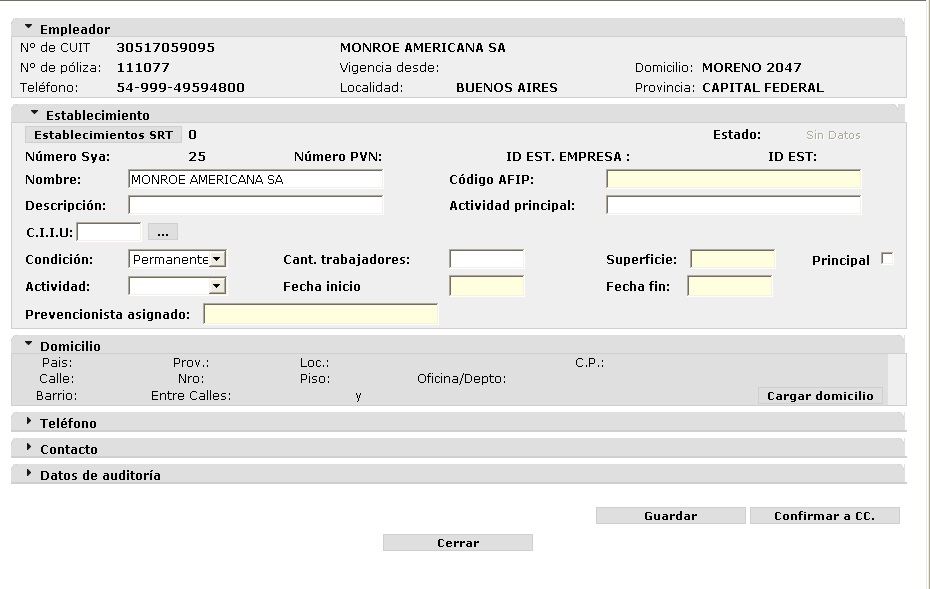 Empleador
Nº de CUIT 30517059095 MONROE AMERICANA SA
Nº de póliza: 111077 Vigencia desde: Domicilio: MORENO 2047
Teléfono: 54-999-49594800 Localidad: BUENOS AIRES Provincia: CAPITAL FEDERAL
Establecimiento
Establecimientos SRT 0 Estado: Sin Datos
Número Sya: 25 Número PVN: ID EST. EMPRESA : ID EST:
Nombre: MONROE AMERICANA SA Código AFIP:
Descripción: Actividad principal:
C.I.I.U: ...
Condición: Permanente Cant. trabajadores: Superficie: Principal
Actividad: Fecha inicio Fecha fin:
Prevencionista asignado:
Domicilio
Pais: Prov.: Loc.: C.P.:
Calle: Nro: Piso: Oficina/Depto:
Barrio: Entre Calles: y Cargar domicilio
Teléfono
Contacto
Datos de auditoría
Guardar Confirmar a CC.
Cerrar